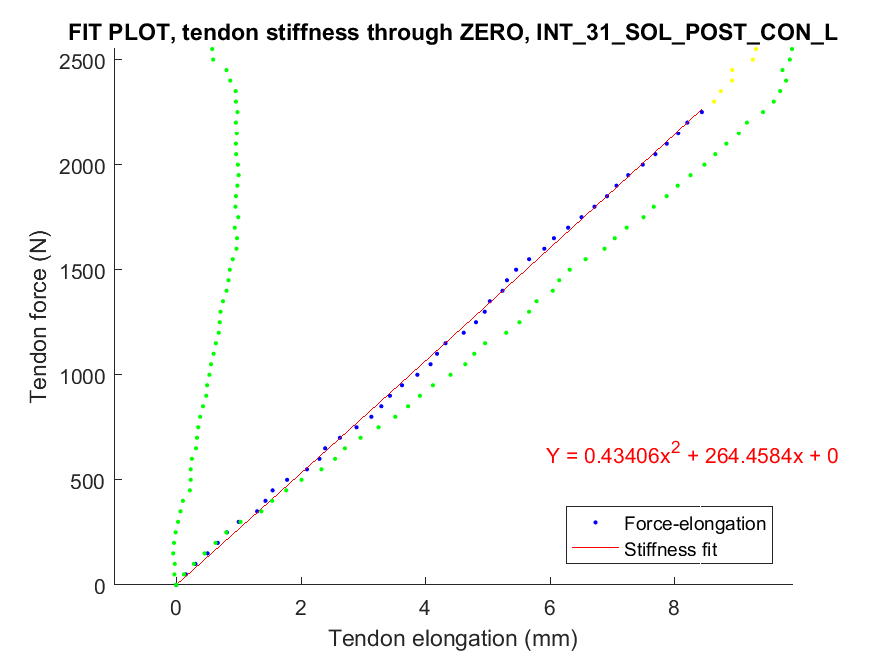 FIT PLOT, tendon stiffness through ZERO, INT_31_SOL_POST_CON_L
2500
2000
1500
1000
500
0
Tendon force (N)
Y = 0.43406x² + 264.4584x + 0
Force-elongation
Stiffness fit
0 2 4 6 8
Tendon elongation (mm)